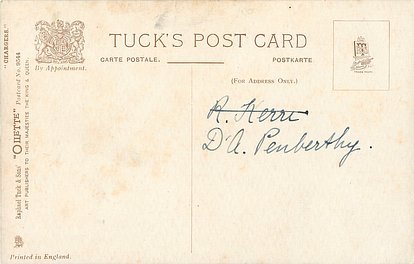 TUCK'S POST CARD
By Appointment.
CARTE POSTALE.
POSTKARTE
(FOR ADDRESS ONLY.)
R. Kerr
D'A. Penberthy.
"CHARGERS."
Raphael Tuck & Sons' "OILETTE" Postcard No. 9564
ART PUBLISHERS TO THEIR MAJESTIES THE KING & QUEEN.
Printed in England.